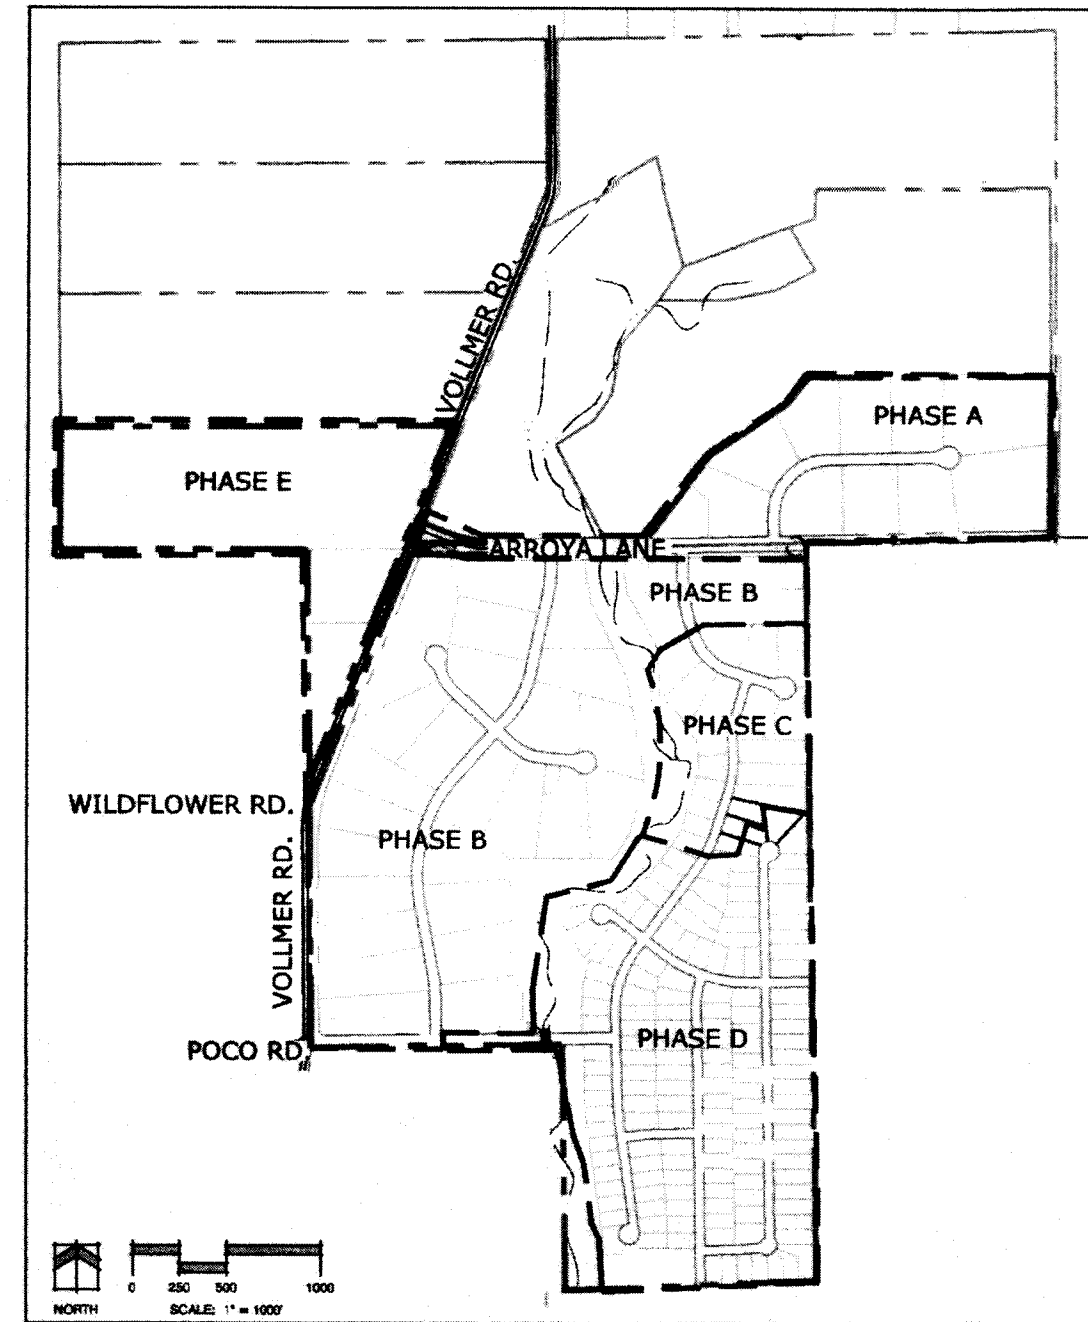 VOLLMER RD.
PHASE A
PHASE E
ARROYA LANE
PHASE B
PHASE C
WILDFLOWER RD.
PHASE B
VOLLMER RD.
PHASE D
POCO RD.
0 250 500 1000
NORTH
SCALE: 1" = 1000'